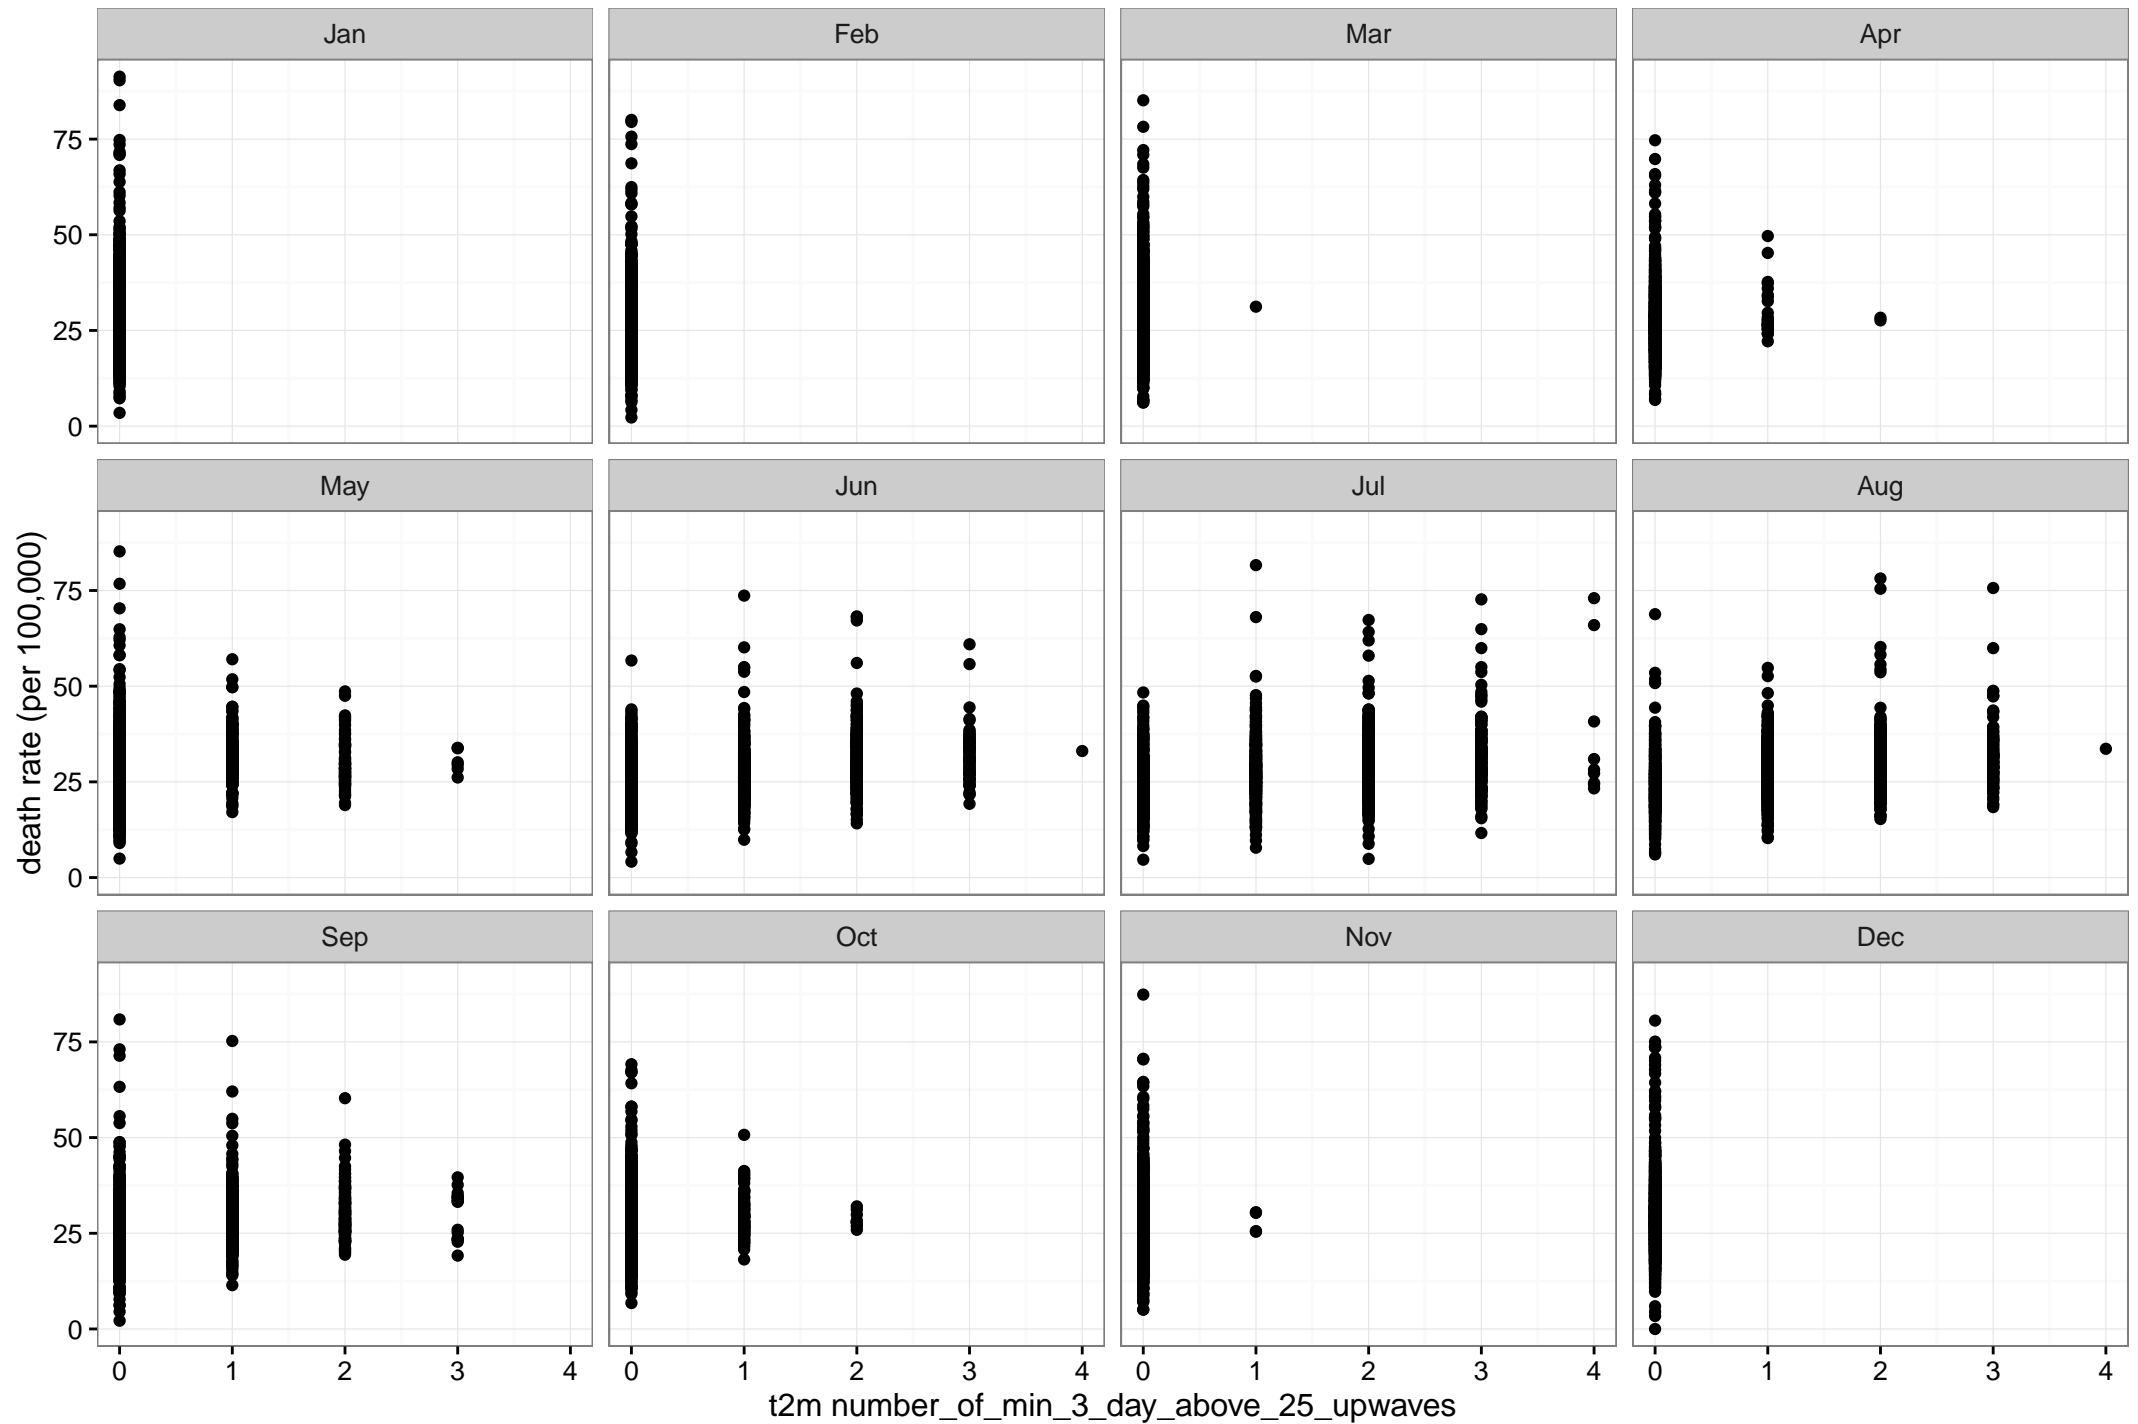 Jan Feb Mar Apr
75
50
25
0
May Jun Jul Aug
death rate (per 100,000)
75
50
25
0
Sep Oct Nov Dec
75
50
25
0
0 1 2 3 4 0 1 2 3 4 0 1 2 3 4 0 1 2 3 4
t2m number_of_min_3_day_above_25_upwaves